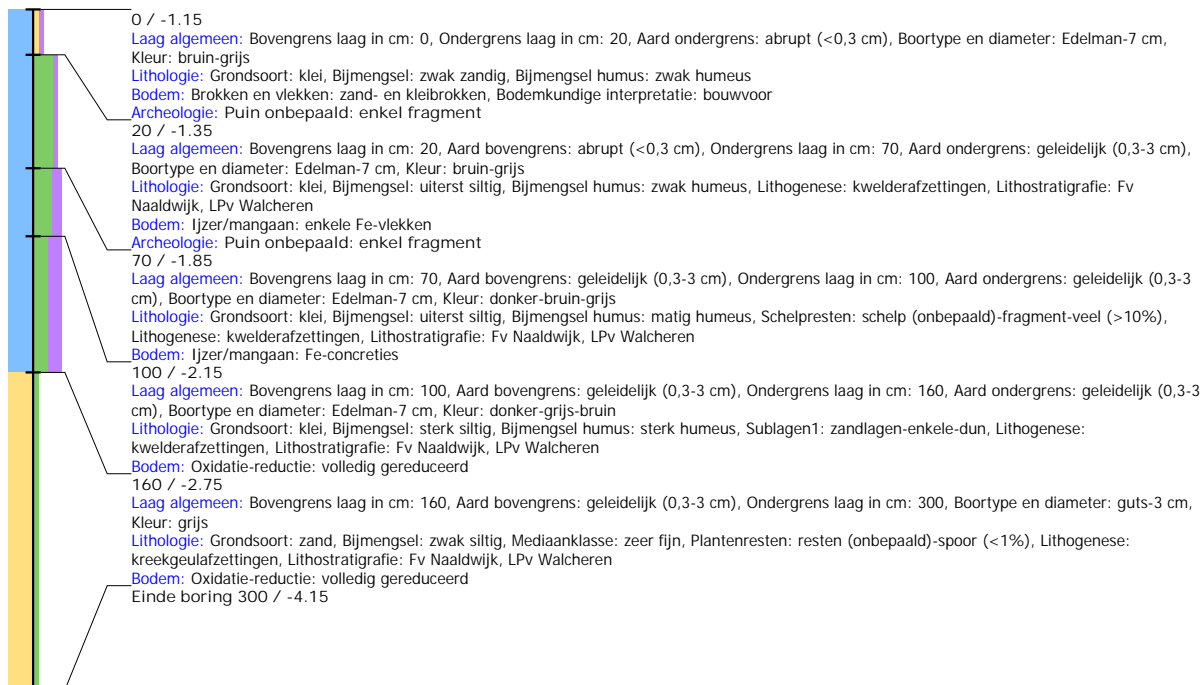 0 / -1.15
Laag algemeen: Bovengrens laag in cm: 0, Ondergrens laag in cm: 20, Aard ondergrens: abrupt (<0,3 cm), Boortype en diameter: Edelman-7 cm,
Kleur: bruin-grijs
Lithologie: Grondsoort: klei, Bijmengsel: zwak zandig, Bijmengsel humus: zwak humeus
Bodem: Brokken en vlekken: zand- en kleibrokken, Bodemkundige interpretatie: bouwvoor
Archeologie: Puin onbepaald: enkel fragment
20 / -1.35
Laag algemeen: Bovengrens laag in cm: 20, Aard bovengrens: abrupt (<0,3 cm), Ondergrens laag in cm: 70, Aard ondergrens: geleidelijk (0,3-3 cm),
Boortype en diameter: Edelman-7 cm, Kleur: bruin-grijs
Lithologie: Grondsoort: klei, Bijmengsel: uiterst siltig, Bijmengsel humus: zwak humeus, Lithogenese: kwelderafzettingen, Lithostratigrafie: Fv
Naaldwijk, LPv Walcheren
Bodem: Ijzer/mangaan: enkele Fe-vlekken
Archeologie: Puin onbepaald: enkel fragment
70 / -1.85
Laag algemeen: Bovengrens laag in cm: 70, Aard bovengrens: geleidelijk (0,3-3 cm), Ondergrens laag in cm: 100, Aard ondergrens: geleidelijk (0,3-3
cm), Boortype en diameter: Edelman-7 cm, Kleur: donker-bruin-grijs
Lithologie: Grondsoort: klei, Bijmengsel: uiterst siltig, Bijmengsel humus: matig humeus, Schelpresten: schelp (onbepaald)-fragment-veel (>10%),
Lithogenese: kwelderafzettingen, Lithostratigrafie: Fv Naaldwijk, LPv Walcheren
Bodem: Ijzer/mangaan: Fe-concreties
100 / -2.15
Laag algemeen: Bovengrens laag in cm: 100, Aard bovengrens: geleidelijk (0,3-3 cm), Ondergrens laag in cm: 160, Aard ondergrens: geleidelijk (0,3-3
cm), Boortype en diameter: Edelman-7 cm, Kleur: donker-grijs-bruin
Lithologie: Grondsoort: klei, Bijmengsel: sterk siltig, Bijmengsel humus: sterk humeus, Sublagen1: zandlagen-enkele-dun, Lithogenese:
kwelderafzettingen, Lithostratigrafie: Fv Naaldwijk, LPv Walcheren
Bodem: Oxidatie-reductie: volledig gereduceerd
160 / -2.75
Laag algemeen: Bovengrens laag in cm: 160, Aard bovengrens: geleidelijk (0,3-3 cm), Ondergrens laag in cm: 300, Boortype en diameter: guts-3 cm,
Kleur: grijs
Lithologie: Grondsoort: zand, Bijmengsel: zwak siltig, Mediaanklasse: zeer fijn, Plantenresten: resten (onbepaald)-spoor (<1%), Lithogenese:
kreekgeulafzettingen, Lithostratigrafie: Fv Naaldwijk, LPv Walcheren
Bodem: Oxidatie-reductie: volledig gereduceerd
Einde boring 300 / -4.15